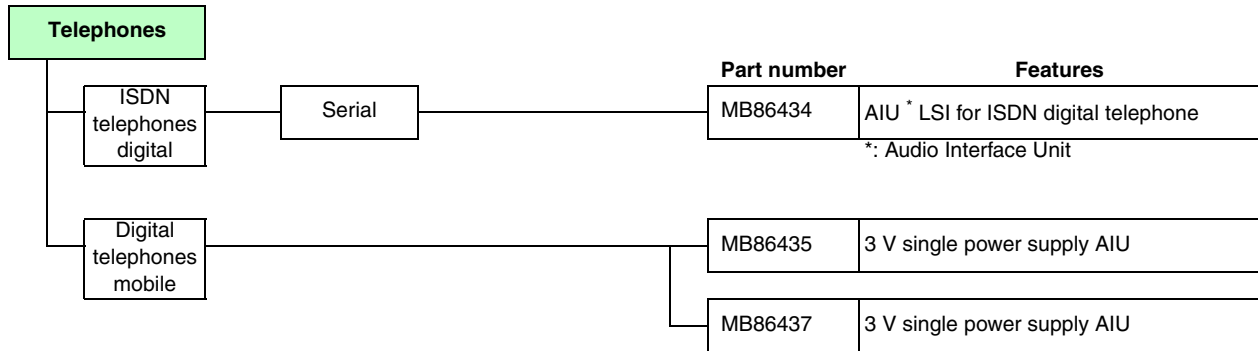 Telephones
Part number Features
ISDN
telephones
digital
Serial
MB86434
AIU * LSI for ISDN digital telephone
*: Audio Interface Unit
Digital
telephones
mobile
MB86435
3 V single power supply AIU
MB86437
3 V single power supply AIU